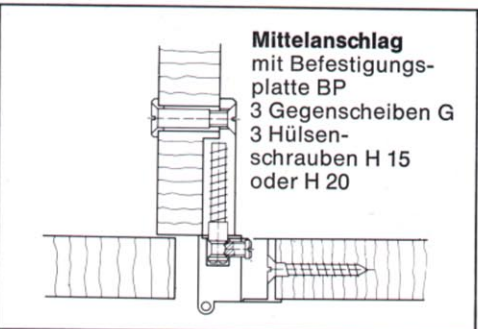 Mittelanschlag
mit Befestigungs-
platte BP
3 Gegenscheiben G
3 Hülsen-
schrauben H 15
oder H 20